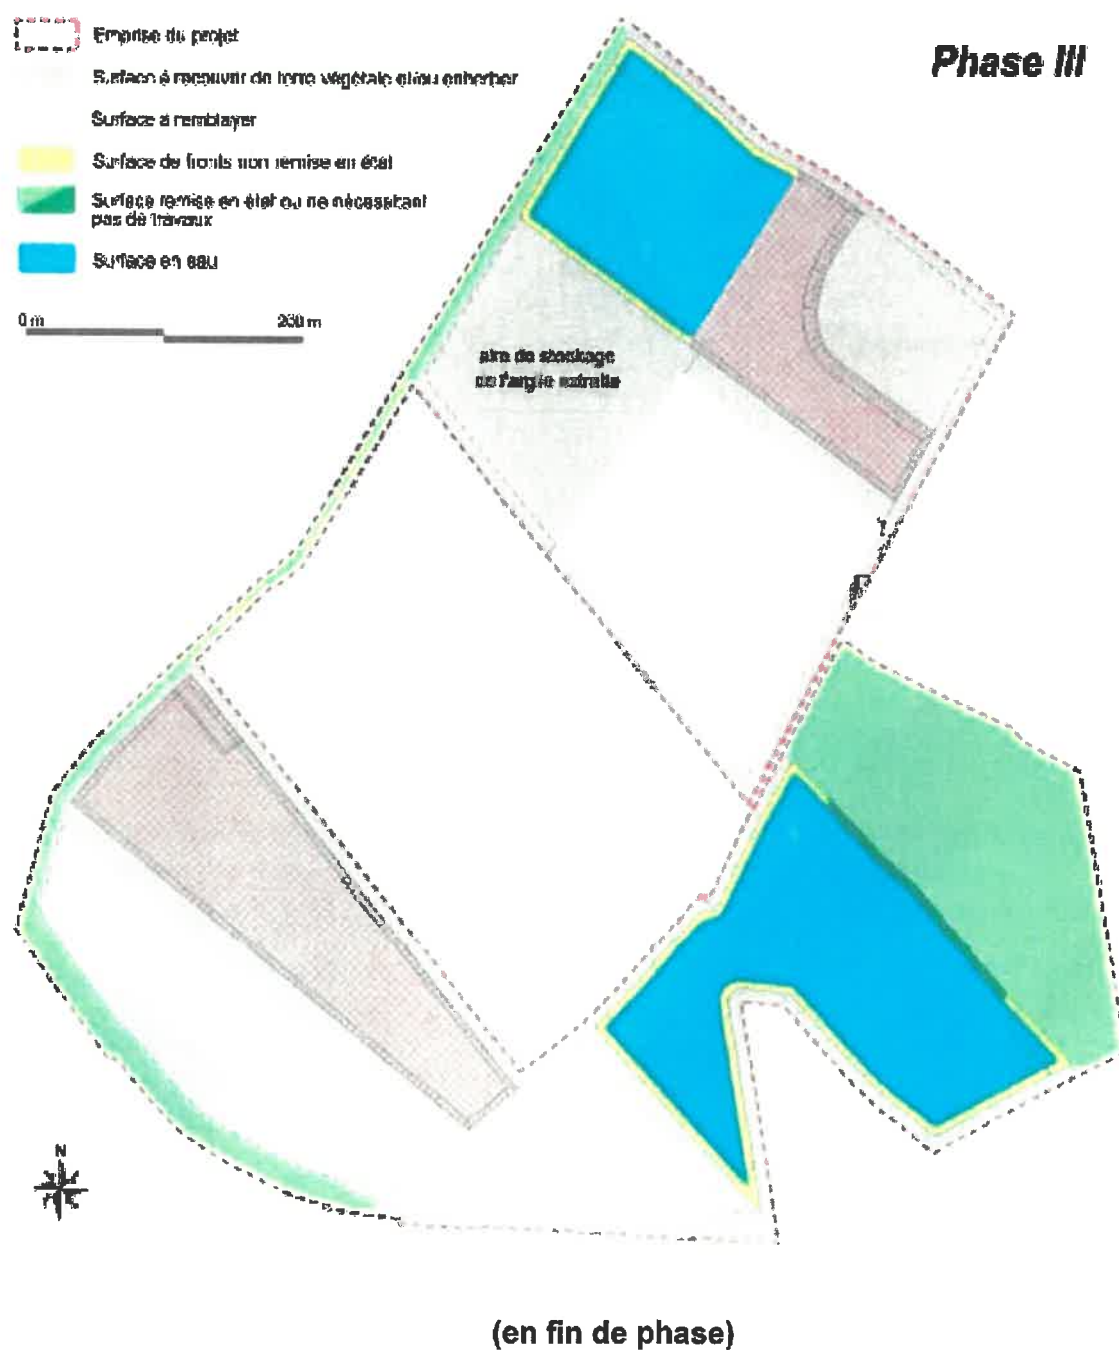 Phase III
Emprise du projet
Surface à recouvrir de terre végétale et/ou enherber
Surface à remblayer
Surface de fronts non remise en état
Surface remise en état ou ne nécessitant
pas de travaux
Surface en eau
0 m 200 m
aire de stockage
de l'argile extraite
N
(en fin de phase)